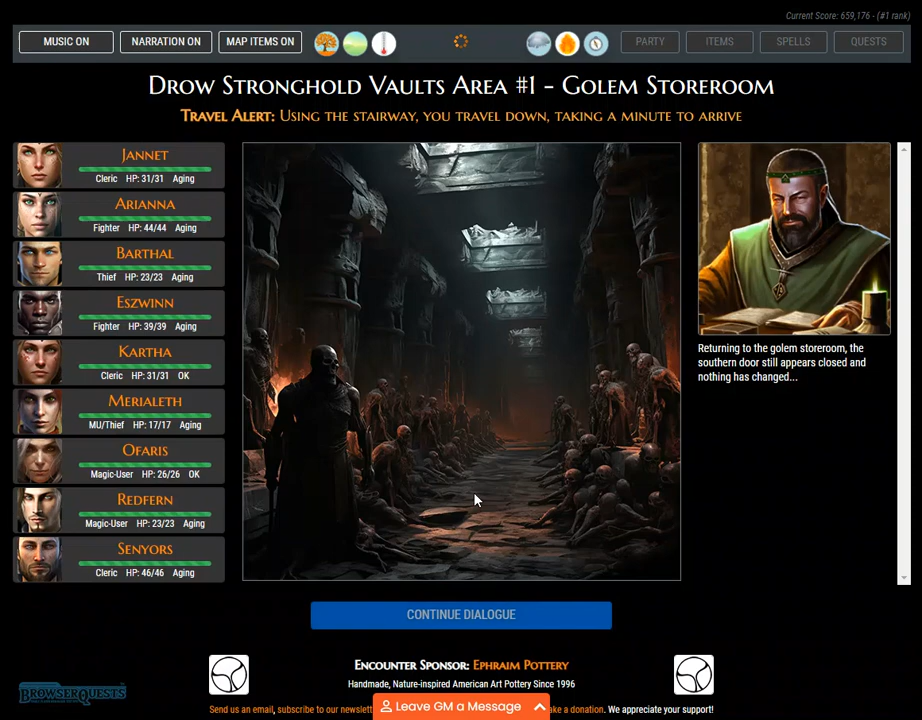 Current Score: 659,176 - (#1 rank)
MUSIC ON
NARRATION ON
MAP ITEMS ON
PARTY
ITEMS
SPELLS
QUESTS
Drow Stronghold Vaults Area #1 - Golem Storeroom
Travel Alert: Using the stairway, you travel down, taking a minute to arrive
Jannet
Cleric HP: 31/31 Aging
Arianna
Fighter HP: 44/44 Aging
Barthal
Thief HP: 23/23 Aging
Eszwinn
Fighter HP: 39/39 Aging
Kartha
Cleric HP: 31/31 OK
Merialeth
MU/Thief HP: 17/17 Aging
Ofaris
Magic-User HP: 26/26 OK
Redfern
Magic-User HP: 23/23 Aging
Senyors
Cleric HP: 46/46 Aging
Returning to the golem storeroom, the
southern door still appears closed and
nothing has changed...
CONTINUE DIALOGUE
Encounter Sponsor: Ephraim Pottery
Handmade, Nature-inspired American Art Pottery Since 1996
BrowserQuests
Send us an email, subscribe to our newslett
ake a donation. We appreciate your support!
Leave GM a Message